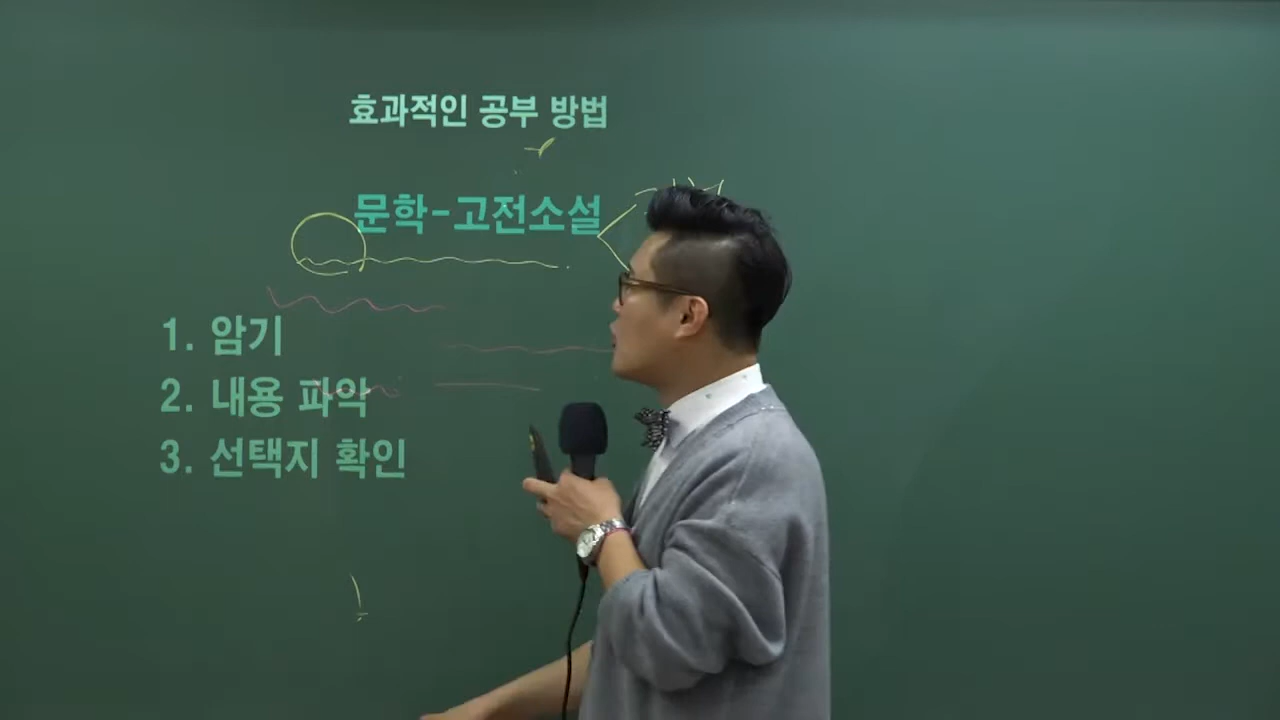 효과적인 공부 방법
문학-고전소설
1. 암기
2. 내용 파악
3. 선택지 확인